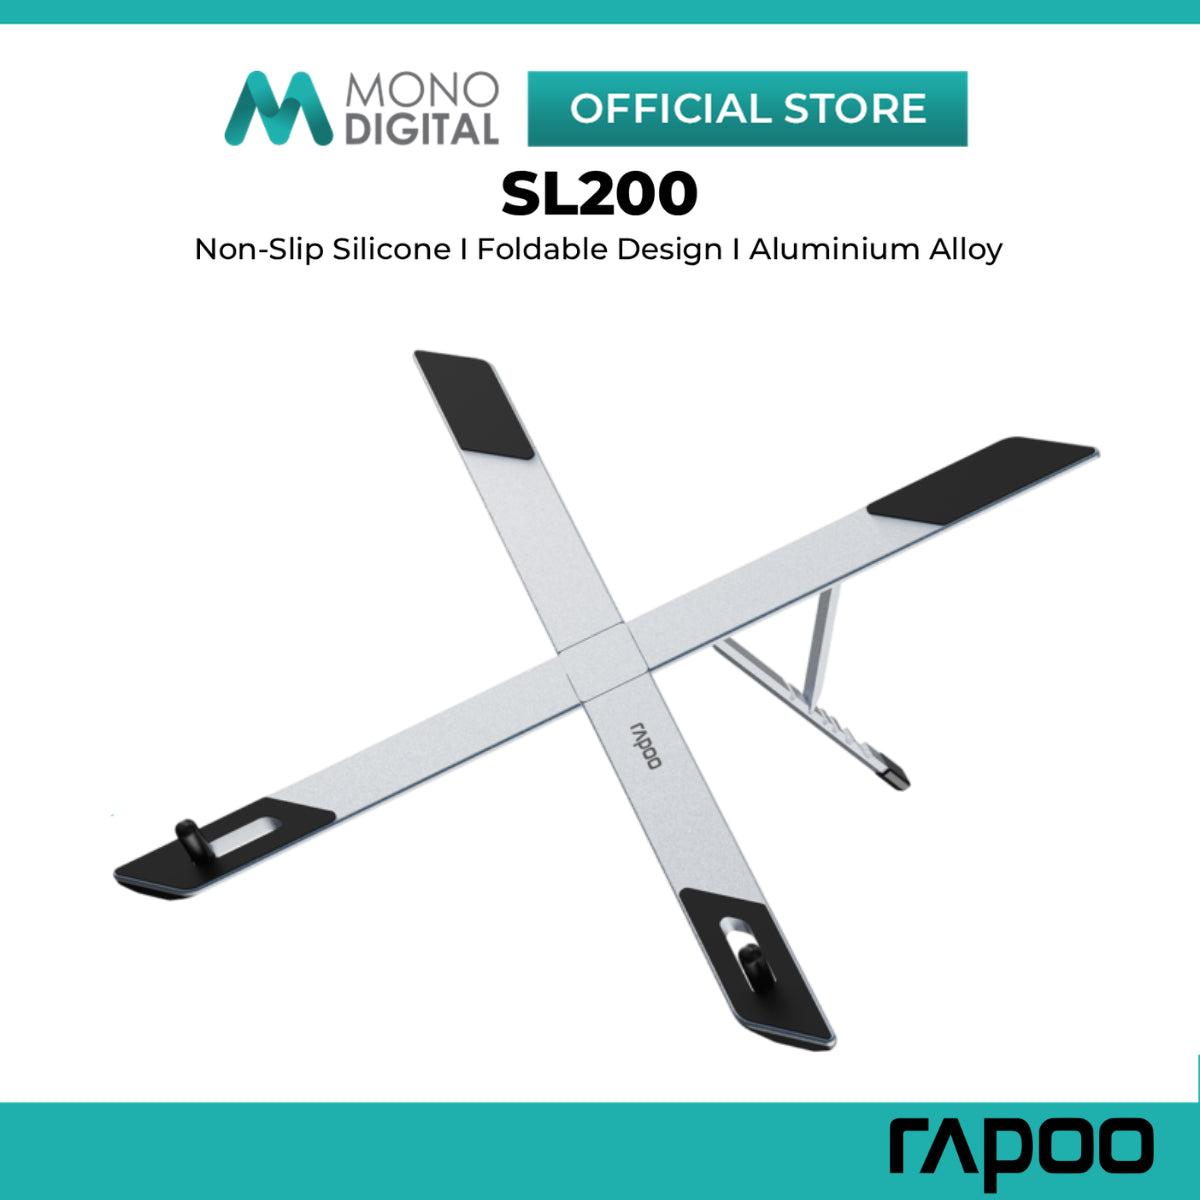 MONO
DIGITAL
OFFICIAL STORE
SL200
Non-Slip Silicone I Foldable Design I Aluminium Alloy
rapoo
rapoo